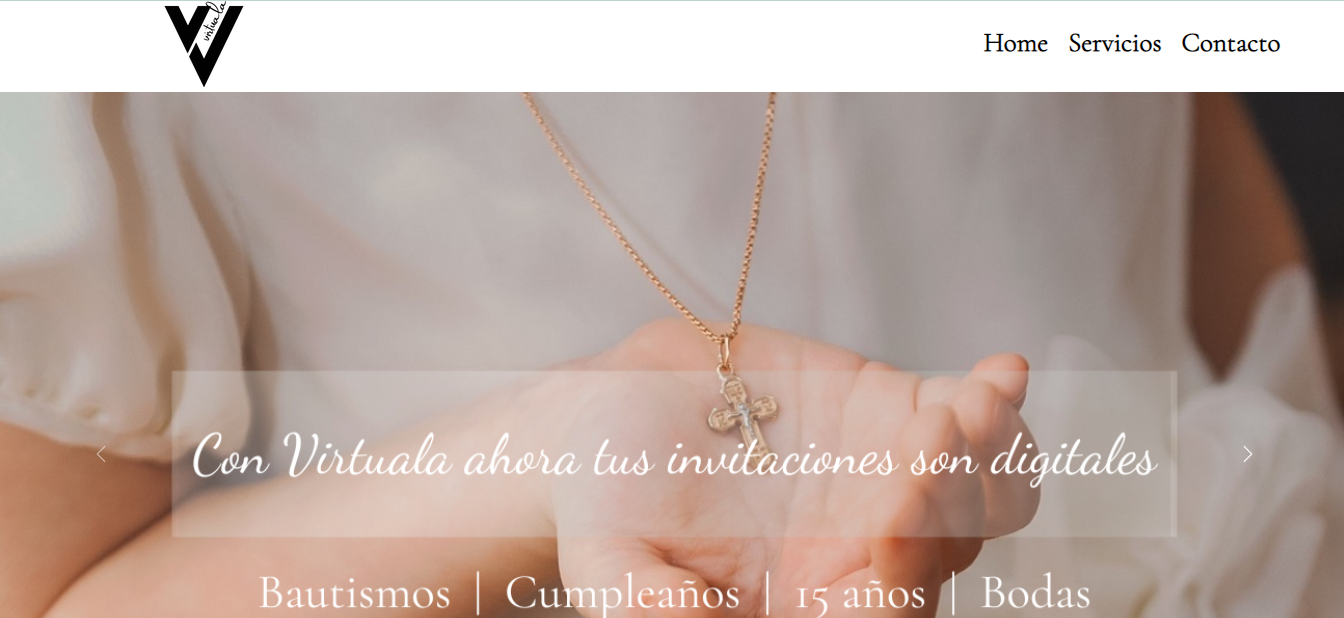 Virtuala
Home Servicios Contacto
Con Virtuala ahora tus invitaciones son digitales
Bautismos | Cumpleaños | 15 años | Bodas